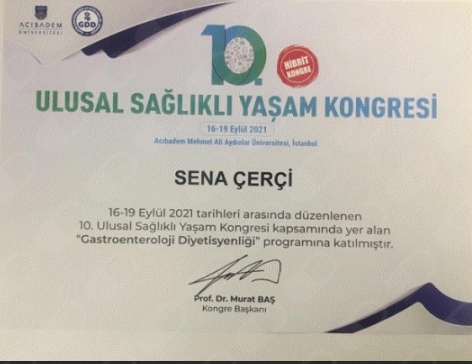 ACIBADEM
ÜNİVERSİTESİ
GDD
10.
HİBRİT
KONGRE
ULUSAL SAĞLIKLI YAŞAM KONGRESİ
16-19 Eylül 2021
Acıbadem Mehmet Ali Aydınlar Üniversitesi, İstanbul
SENA ÇERÇİ
16-19 Eylül 2021 tarihleri arasında düzenlenen
10. Ulusal Sağlıklı Yaşam Kongresi kapsamında yer alan
“Gastroenteroloji Diyetisyenliği” programına katılmıştır.
Prof. Dr. Murat BAŞ
Kongre Başkanı